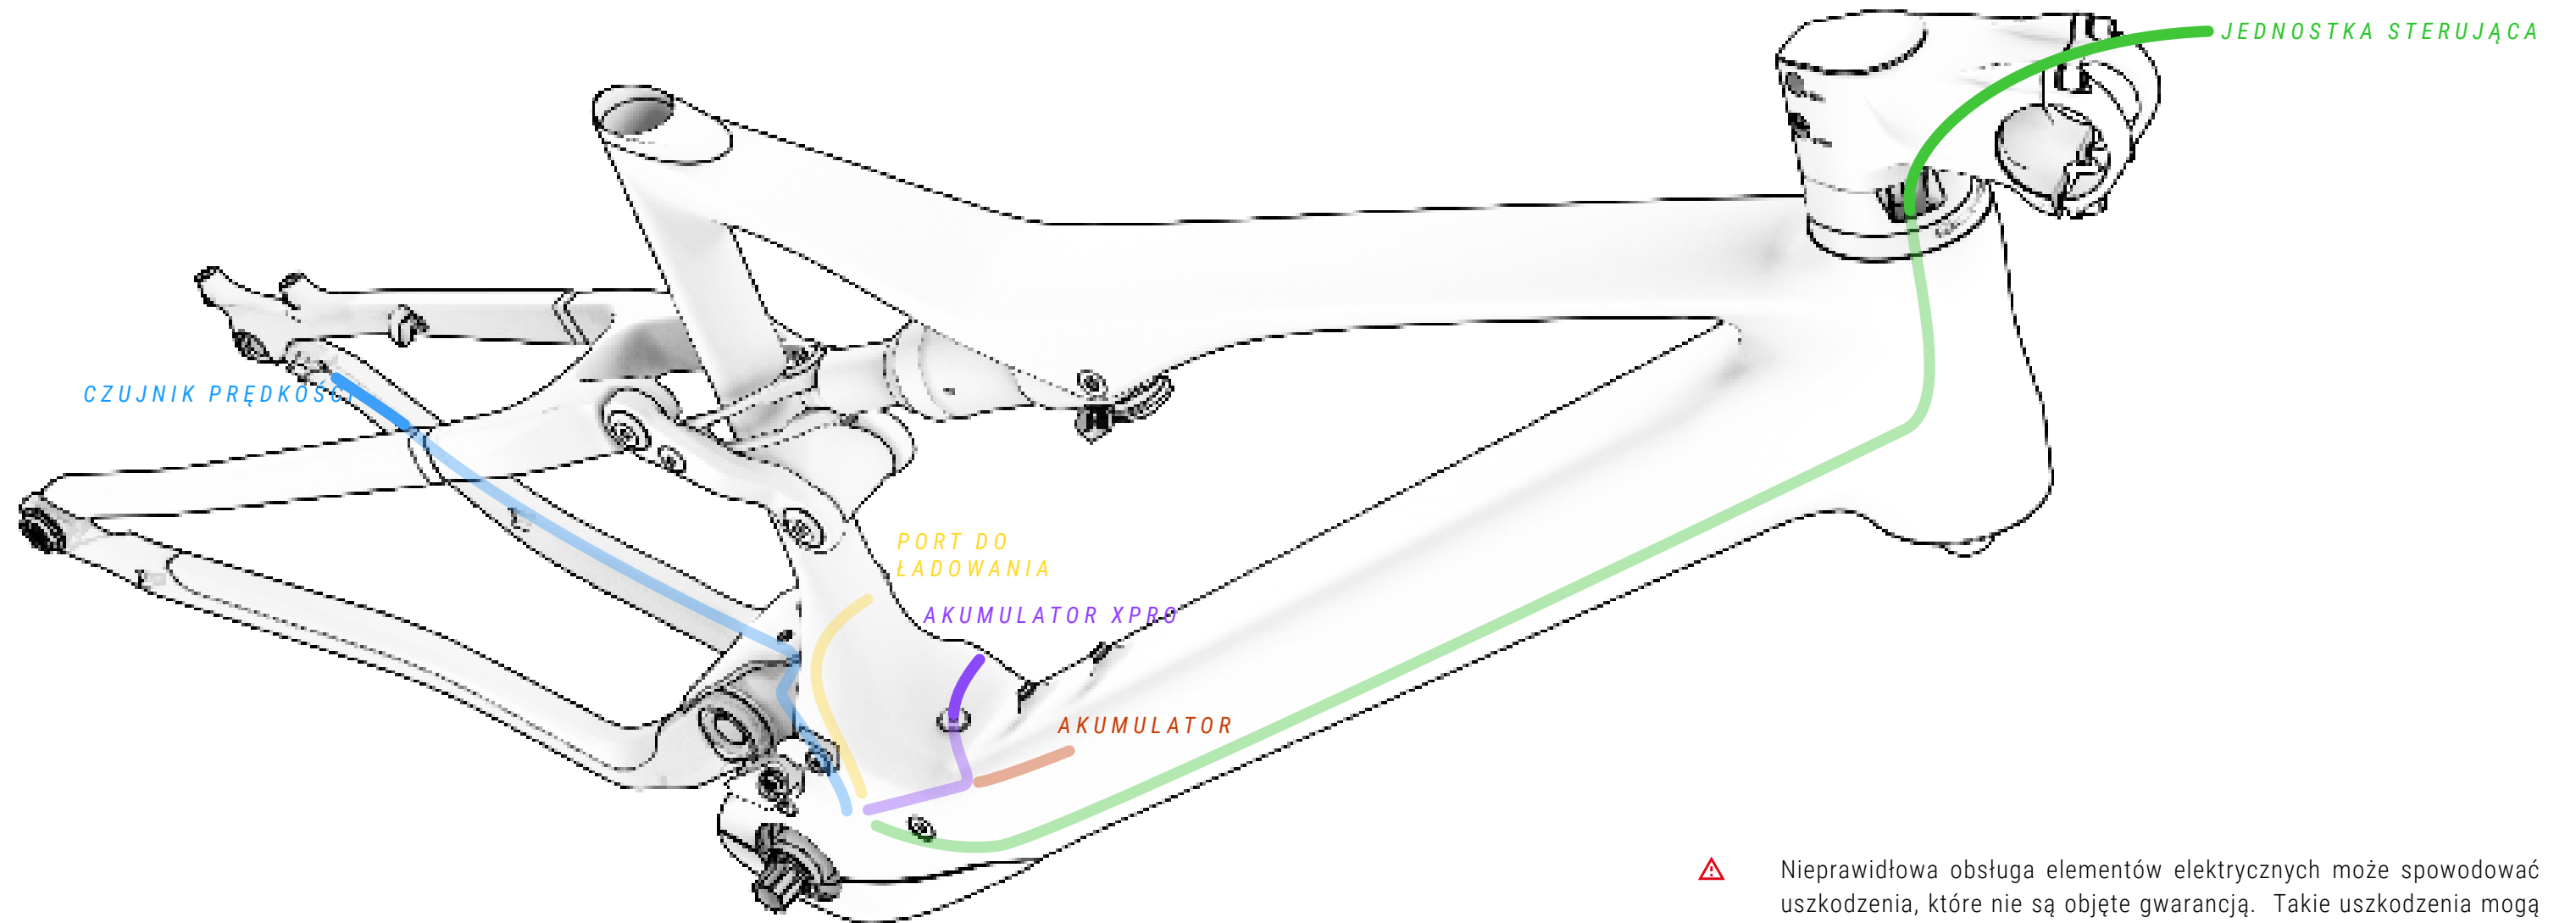 JEDNOSTKA STERUJĄCA
CZUJNIK PRĘDKOŚCI
PORT DO
ŁADOWANIA
AKUMULATOR XPRO
AKUMULATOR
Nieprawidłowa obsługa elementów elektrycznych może spowodować
uszkodzenia, które nie są objęte gwarancją. Takie uszkodzenia mogą